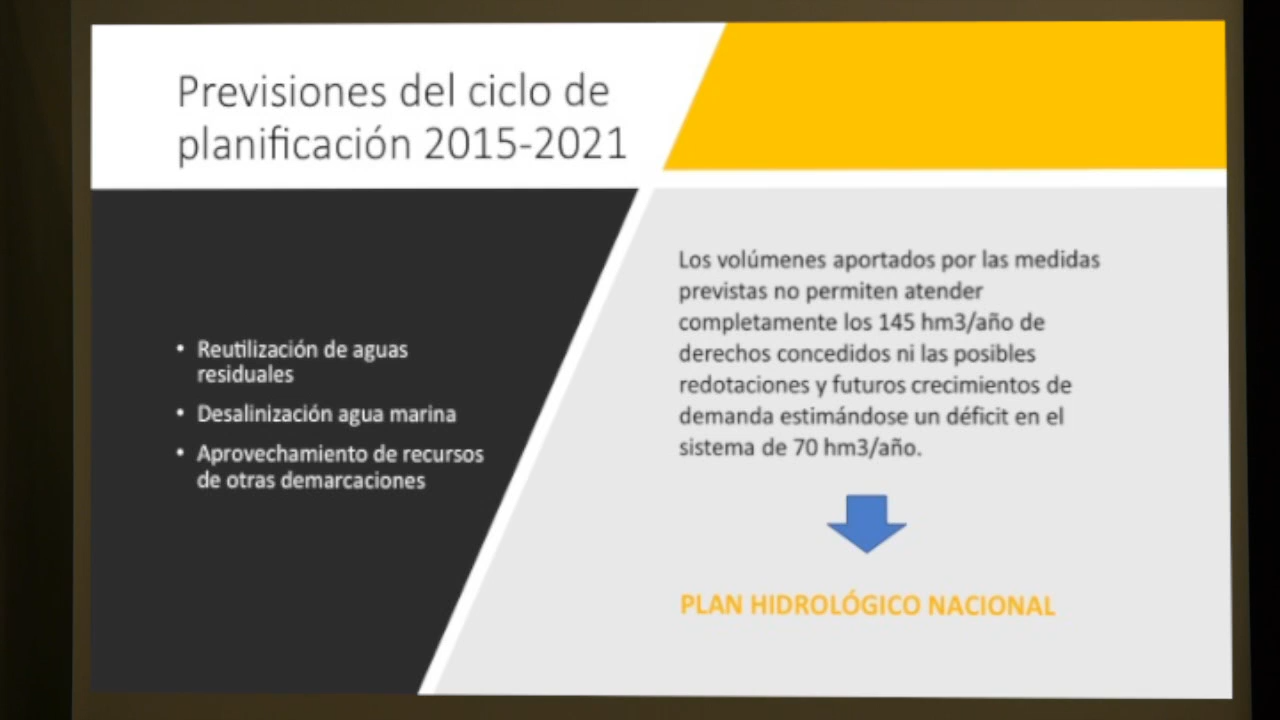 Previsiones del ciclo de
planificación 2015-2021
• Reutilización de aguas
residuales
• Desalinización agua marina
• Aprovechamiento de recursos
de otras demarcaciones
Los volúmenes aportados por las medidas
previstas no permiten atender
completamente los 145 hm3/año de
derechos concedidos ni las posibles
redotaciones y futuros crecimientos de
demanda estimándose un déficit en el
sistema de 70 hm3/año.
PLAN HIDROLÓGICO NACIONAL